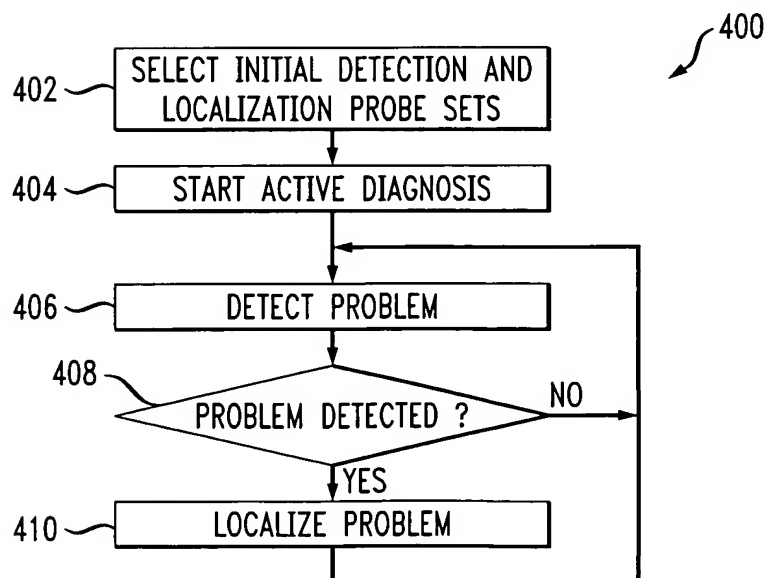 400
402
SELECT INITIAL DETECTION AND
LOCALIZATION PROBE SETS
404
START ACTIVE DIAGNOSIS
406
DETECT PROBLEM
408
PROBLEM DETECTED ?
NO
YES
410
LOCALIZE PROBLEM